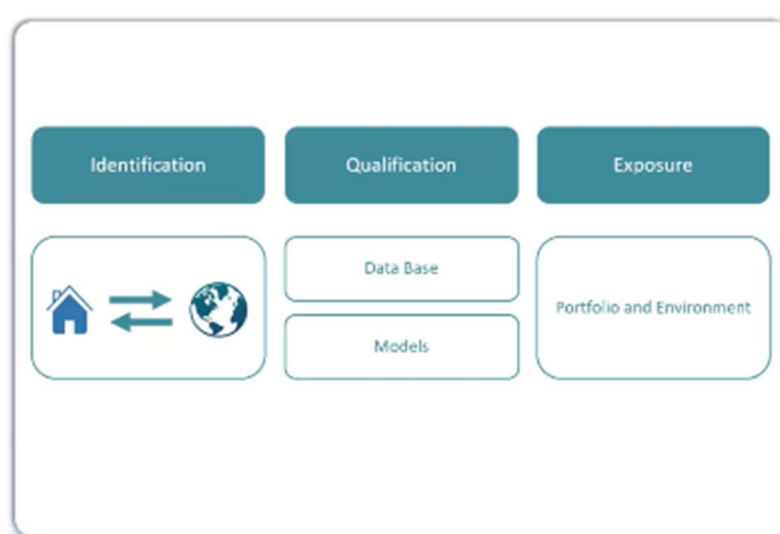 Identification
Qualification
Exposure
Data Base
Models
Portfolio and Environment